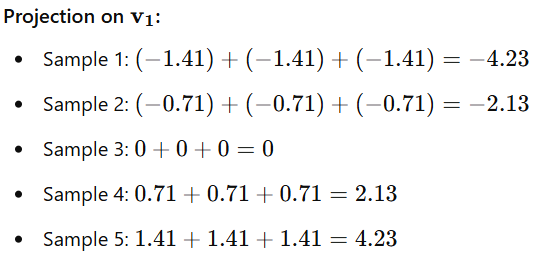 Projection on v₁:
• Sample 1: (−1.41) + (−1.41) + (−1.41) = −4.23
• Sample 2: (−0.71) + (−0.71) + (−0.71) = −2.13
• Sample 3: 0 + 0 + 0 = 0
• Sample 4: 0.71 + 0.71 + 0.71 = 2.13
• Sample 5: 1.41 + 1.41 + 1.41 = 4.23